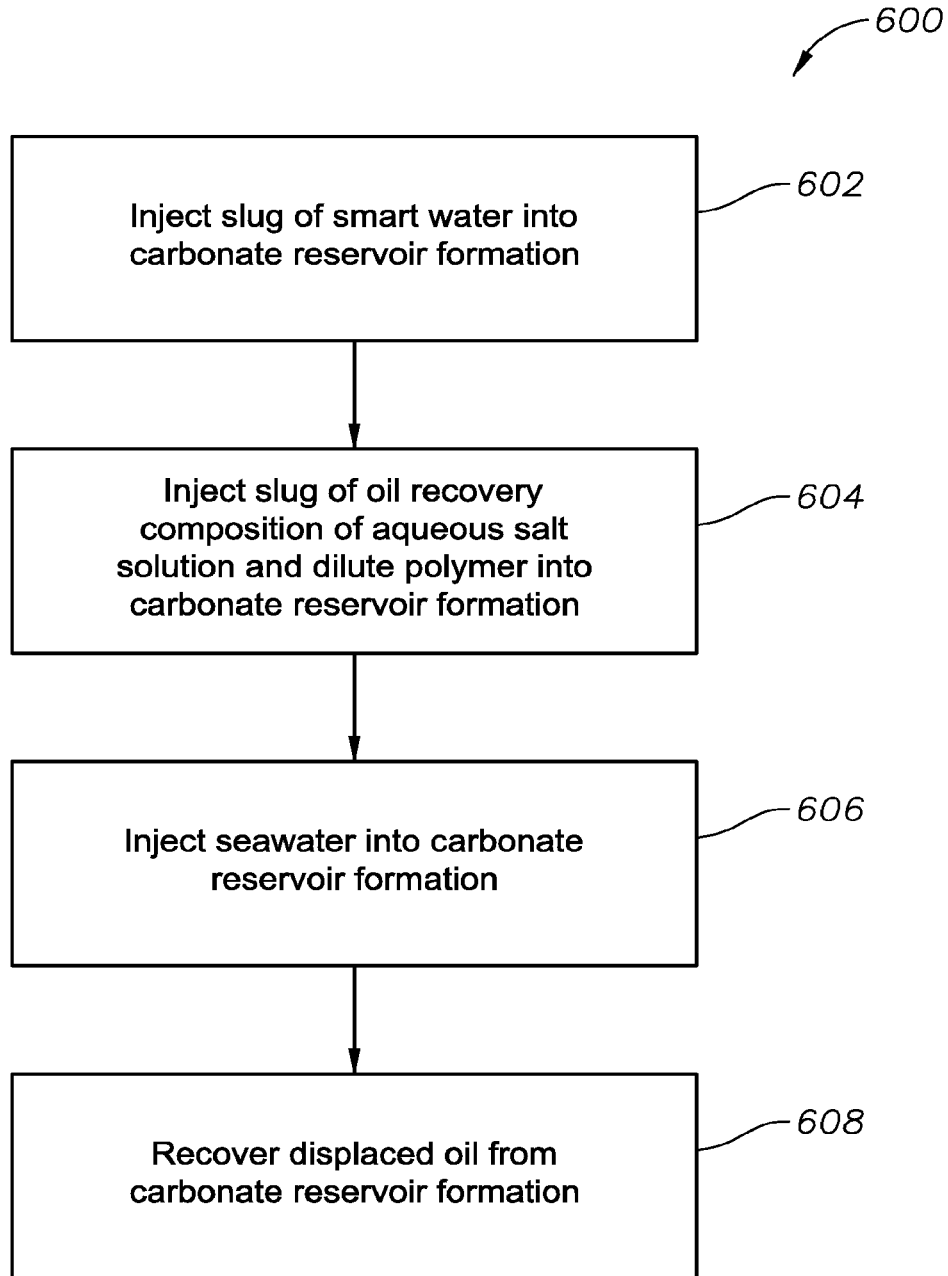 600
Inject slug of smart water into
carbonate reservoir formation
602
Inject slug of oil recovery
composition of aqueous salt
solution and dilute polymer into
carbonate reservoir formation
604
Inject seawater into carbonate
reservoir formation
606
Recover displaced oil from
carbonate reservoir formation
608